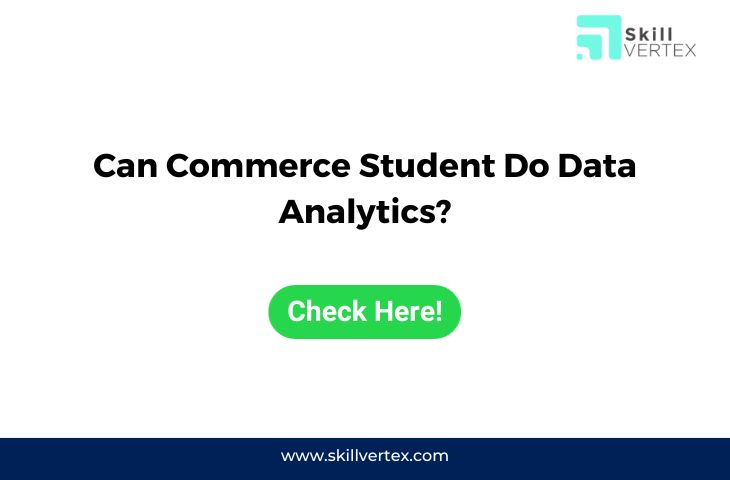 Skill
VERTEX
Can Commerce Student Do Data
Analytics?
Check Here!
www.skillvertex.com